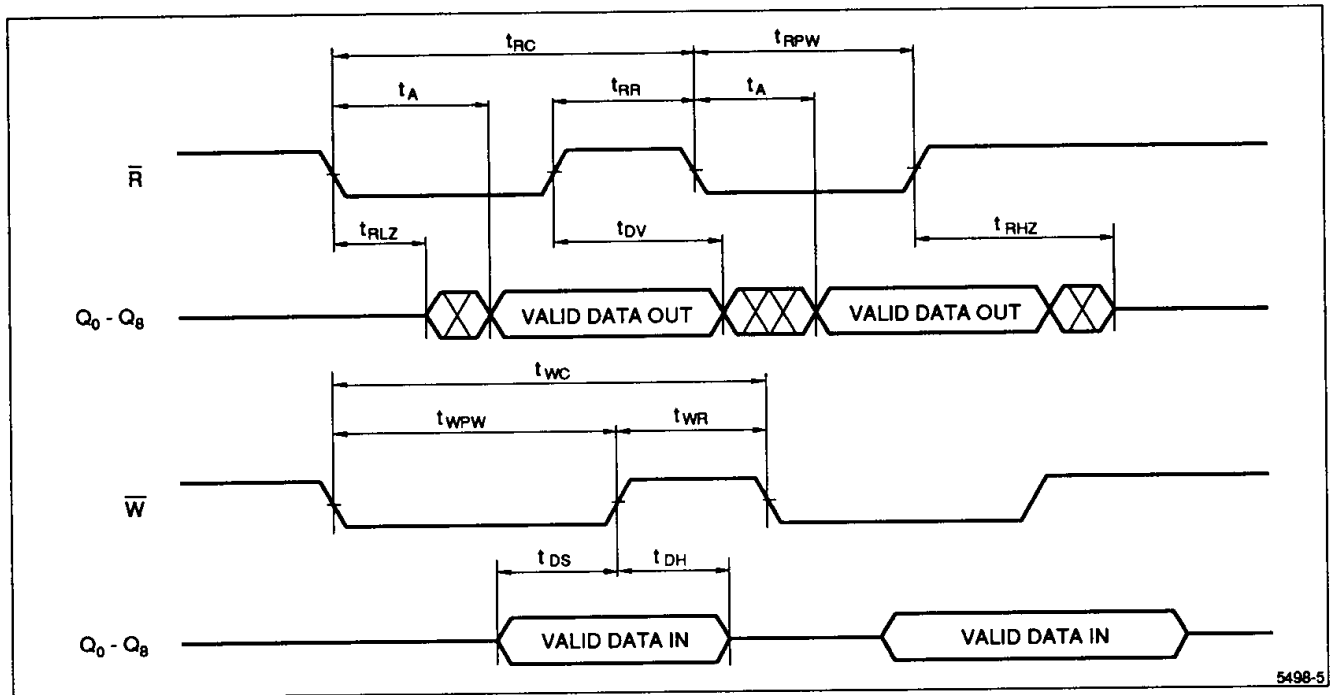 tRC
tRPW
tA
tRR
tA
R̅
tRLZ
tDV
tRHZ
Q0 - Q8
VALID DATA OUT
VALID DATA OUT
tWC
tWPW
tWR
W̅
tDS
tDH
Q0 - Q8
VALID DATA IN
VALID DATA IN
5498-5